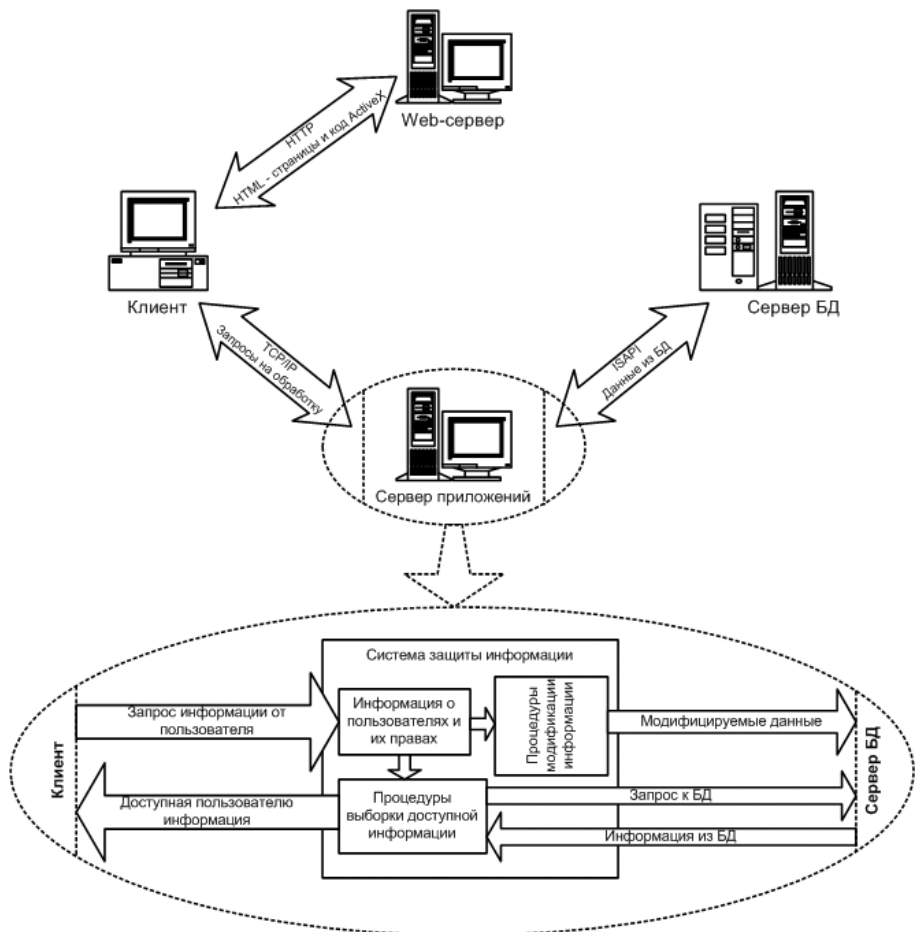 Web-сервер
HTTP
HTML - страницы и код ActiveX
Клиент
Сервер БД
TCP/IP
Запросы на обработку
ISAPI
Данные из БД
Сервер приложений
Система защиты информации
Клиент
Запрос информации от
пользователя
Информация о
пользователях и
их правах
Процедуры
модификации
информации
Модифицируемые данные
Сервер БД
Доступная пользователю
информация
Процедуры
выборки доступной
информации
Запрос к БД
Информация из БД